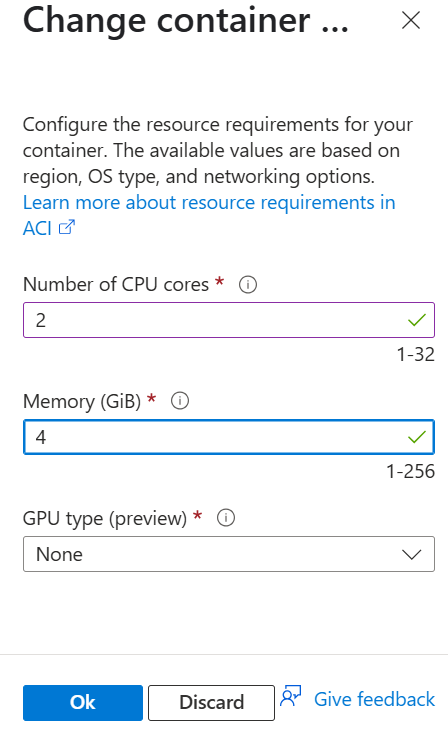 Change container ...
Configure the resource requirements for your
container. The available values are based on
region, OS type, and networking options.
Learn more about resource requirements in
ACI
Number of CPU cores *
2
1-32
Memory (GiB) *
4
1-256
GPU type (preview) *
None
Ok Discard Give feedback